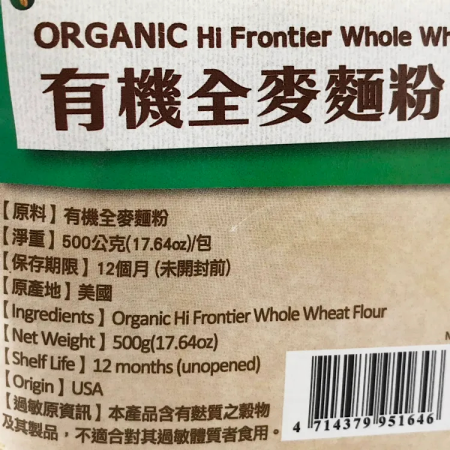 ORGANIC Hi Frontier Whole Wh
有機全麥麵粉
【原料】有機全麥麵粉
【淨重】500公克(17.64oz)/包
【保存期限】12個月 (未開封前)
【原產地】美國
【Ingredients】Organic Hi Frontier Whole Wheat Flour
【Net Weight】500g(17.64oz)
【Shelf Life】12 months (unopened)
【Origin】USA
【過敏原資訊】本產品含有麩質之穀物
及其製品，不適合對其過敏體質者食用。
4 714379 951646